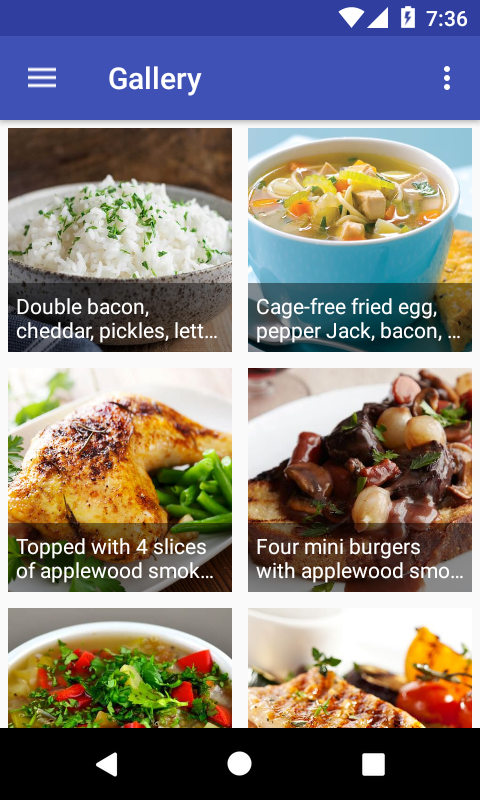 7:36
Gallery
Double bacon,
cheddar, pickles, lett...
Cage-free fried egg,
pepper Jack, bacon, ...
Topped with 4 slices
of applewood smok...
Four mini burgers
with applewood smo...